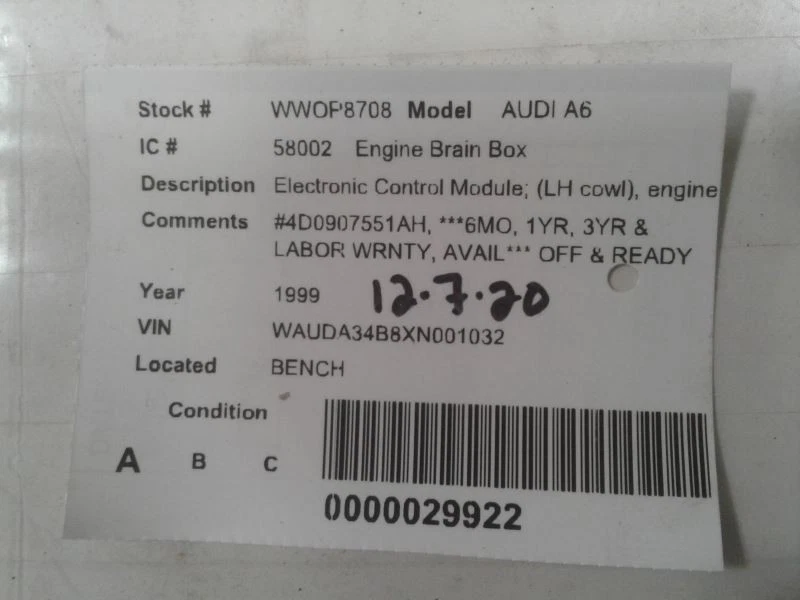 Stock # WWOP8708 Model AUDI A6
IC # 58002 Engine Brain Box
Description Electronic Control Module; (LH cowl), engine
Comments #4D0907551AH, ***6MO, 1YR, 3YR &
LABOR WRNTY, AVAIL*** OFF & READY
Year 1999 12.7.20
VIN WAUDA34B8XN001032
Located BENCH
Condition
A B C
0000029922